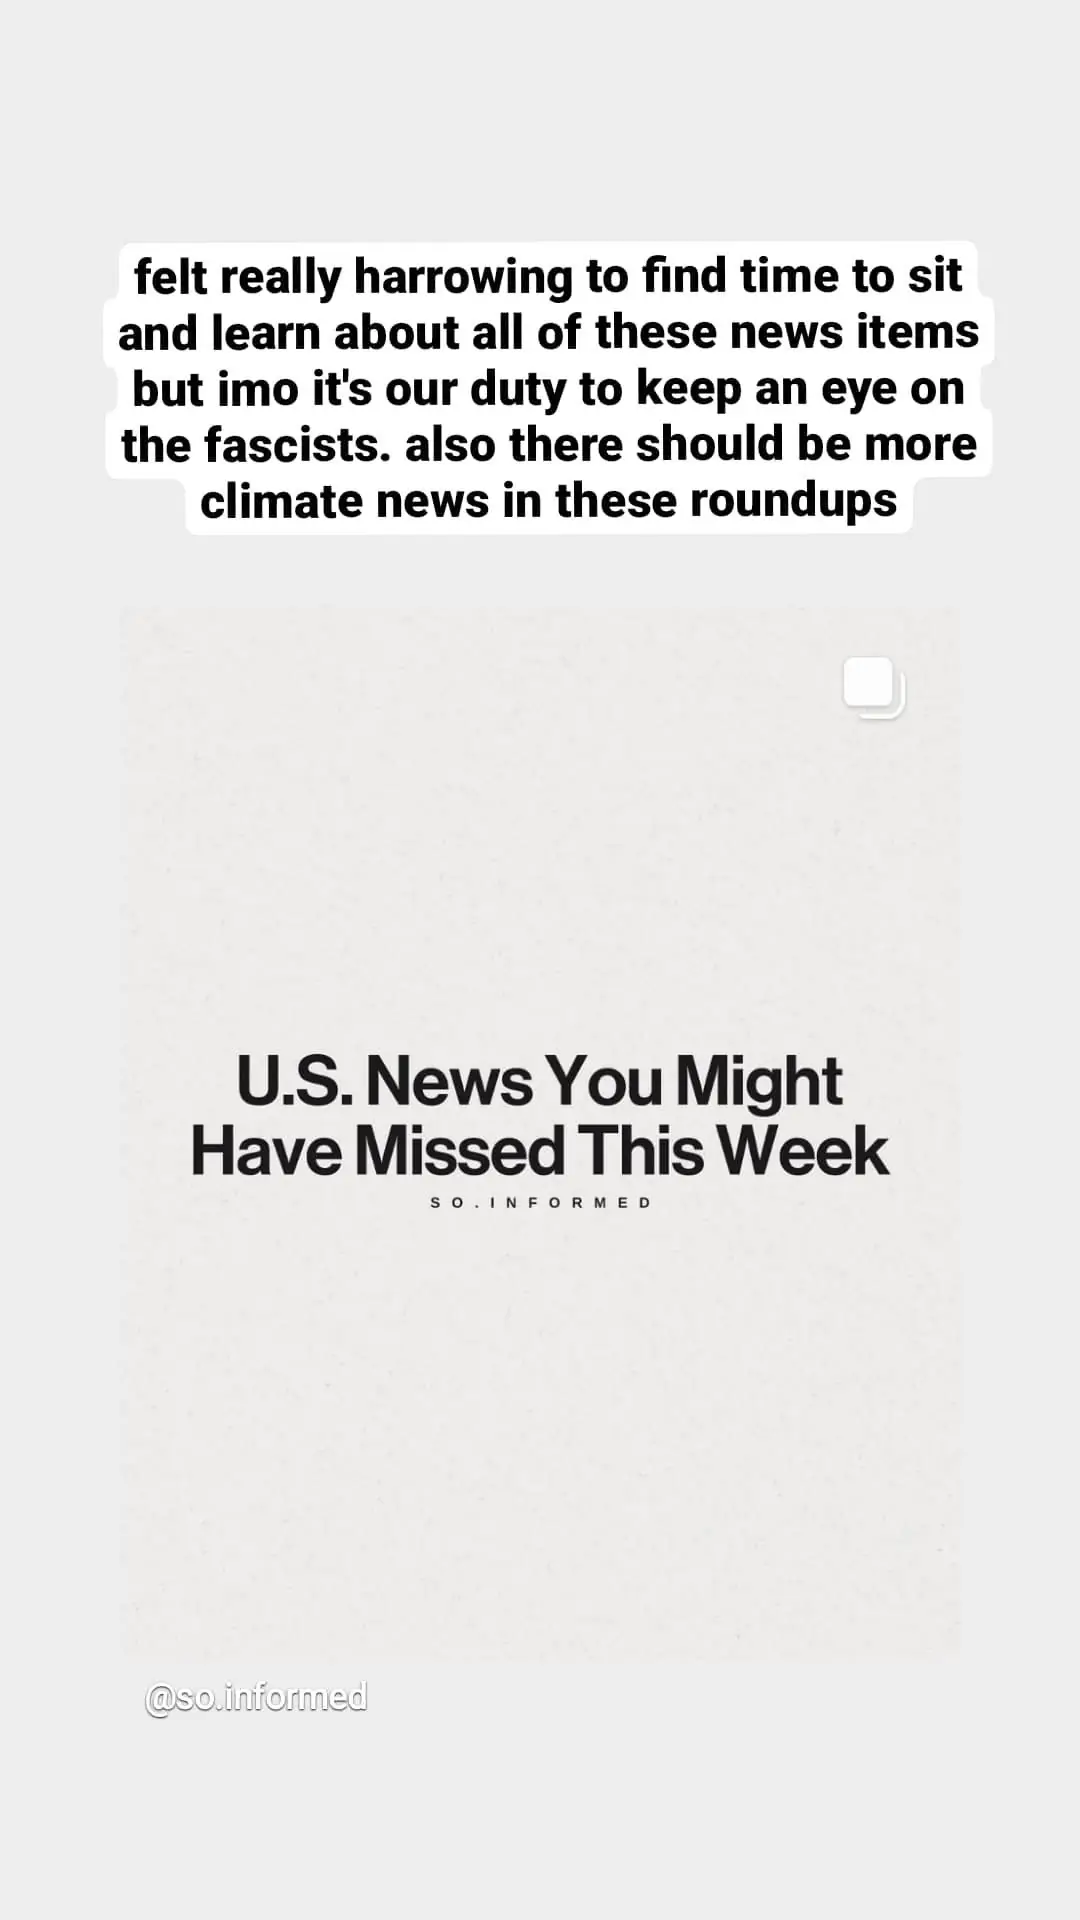 felt really harrowing to find time to sit
and learn about all of these news items
but imo it's our duty to keep an eye on
the fascists. also there should be more
climate news in these roundups
U.S. News You Might
Have Missed This Week
SO.INFORMED
@so.informed